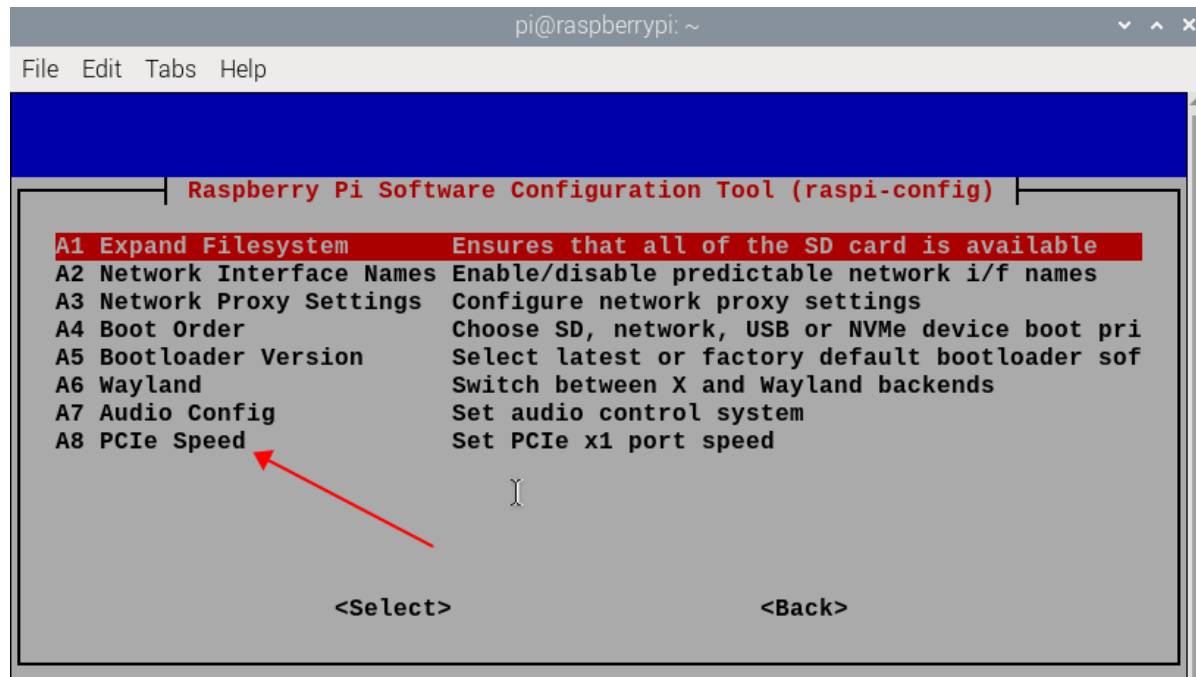 pi@raspberrypi: ~
File Edit Tabs Help
Raspberry Pi Software Configuration Tool (raspi-config)
A1 Expand Filesystem Ensures that all of the SD card is available
A2 Network Interface Names Enable/disable predictable network i/f names
A3 Network Proxy Settings Configure network proxy settings
A4 Boot Order Choose SD, network, USB or NVMe device boot pri
A5 Bootloader Version Select latest or factory default bootloader sof
A6 Wayland Switch between X and Wayland backends
A7 Audio Config Set audio control system
A8 PCIe Speed Set PCIe x1 port speed
<Select> <Back>